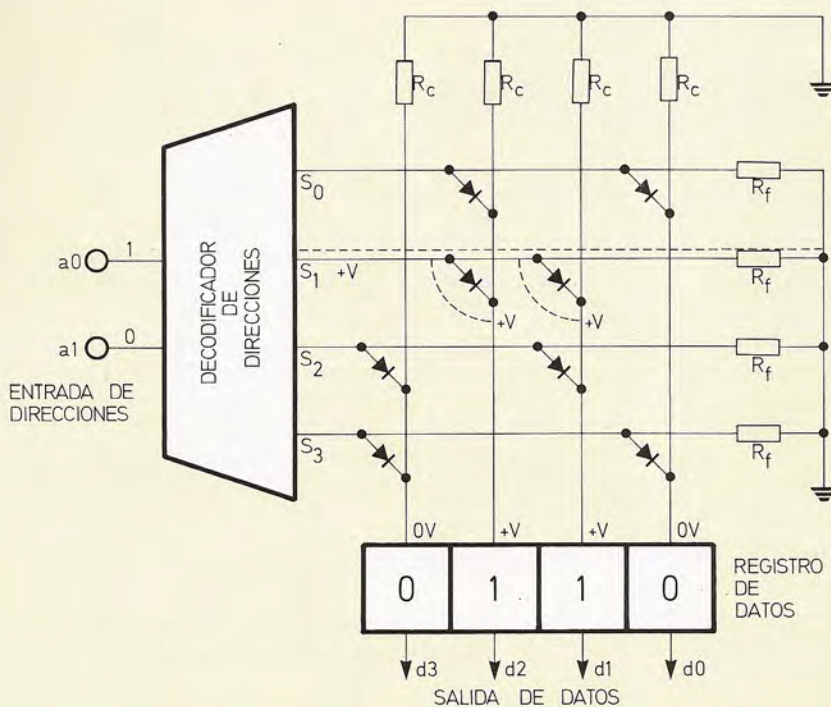 Rc Rc Rc Rc
S0
Rf
a0 1
S1 +V
Rf
+V +V
a1 0
S2
Rf
ENTRADA DE
DIRECCIONES
DECODIFICADOR
DE
DIRECCIONES
S3
Rf
0V +V +V 0V
0 1 1 0
REGISTRO
DE
DATOS
d3 d2 d1 d0
SALIDA DE DATOS